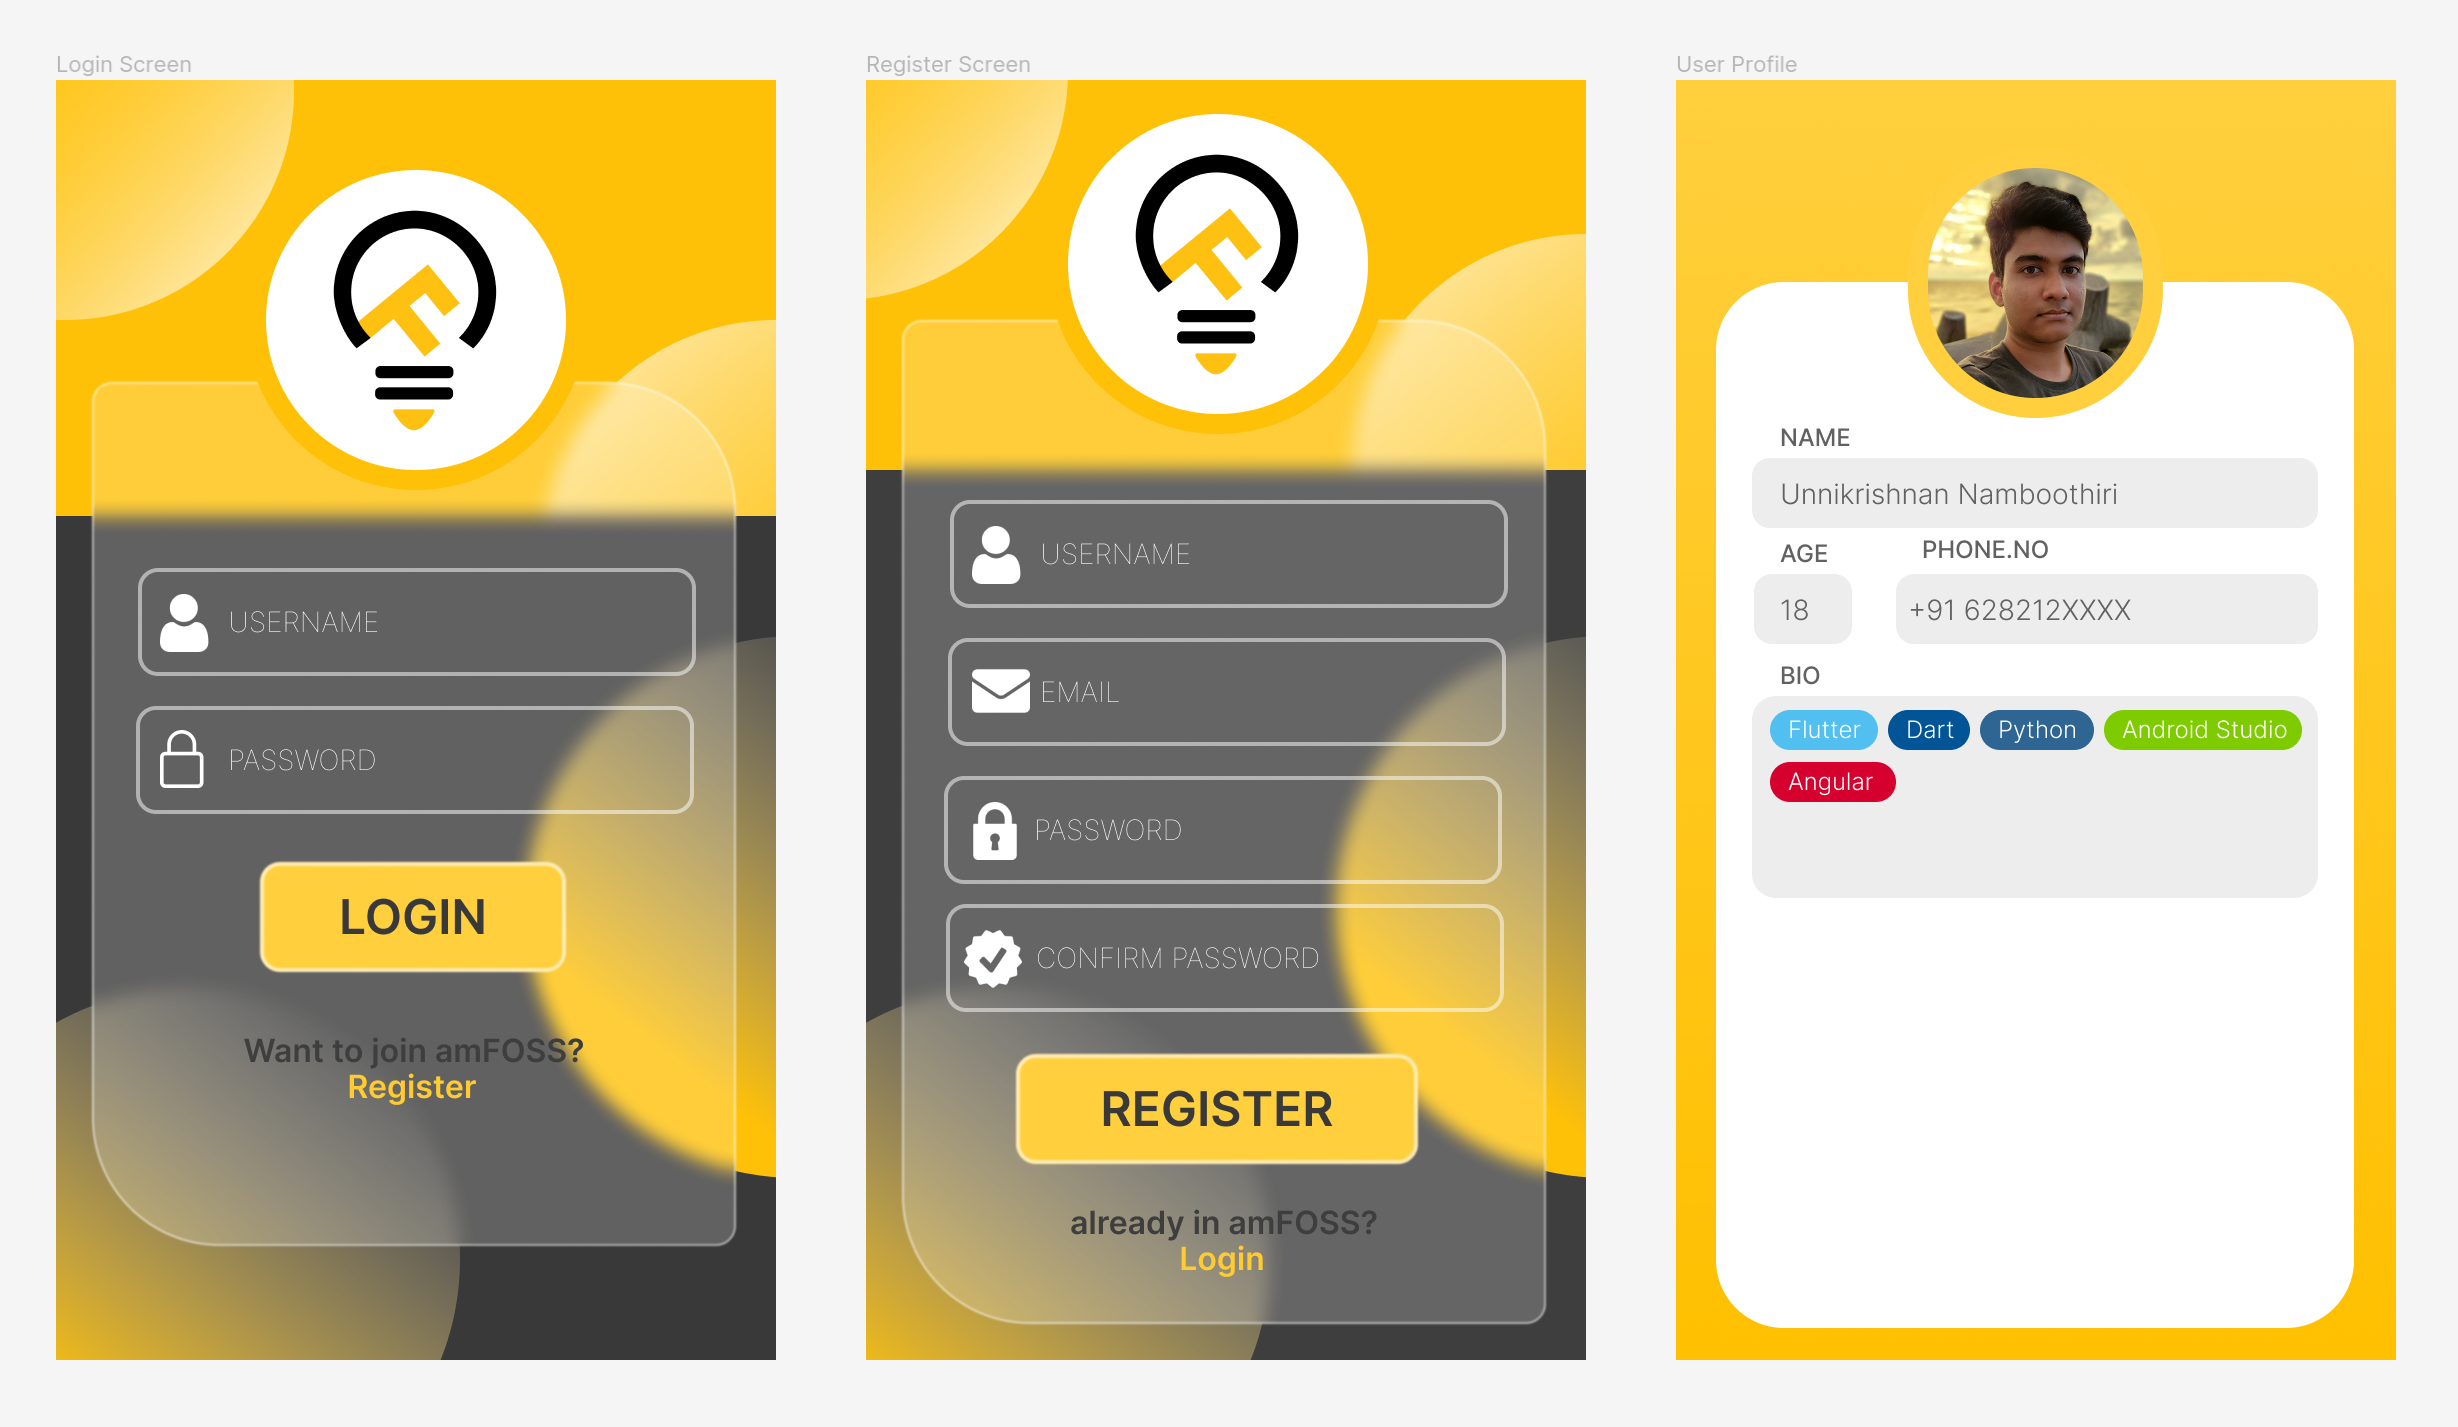 Login Screen
USERNAME
PASSWORD
LOGIN
Want to join amFOSS?
Register
Register Screen
USERNAME
EMAIL
PASSWORD
CONFIRM PASSWORD
REGISTER
already in amFOSS?
Login
User Profile
NAME
Unnikrishnan Namboothiri
AGE
PHONE.NO
18
+91 628212XXXX
BIO
Flutter Dart Python Android Studio
Angular